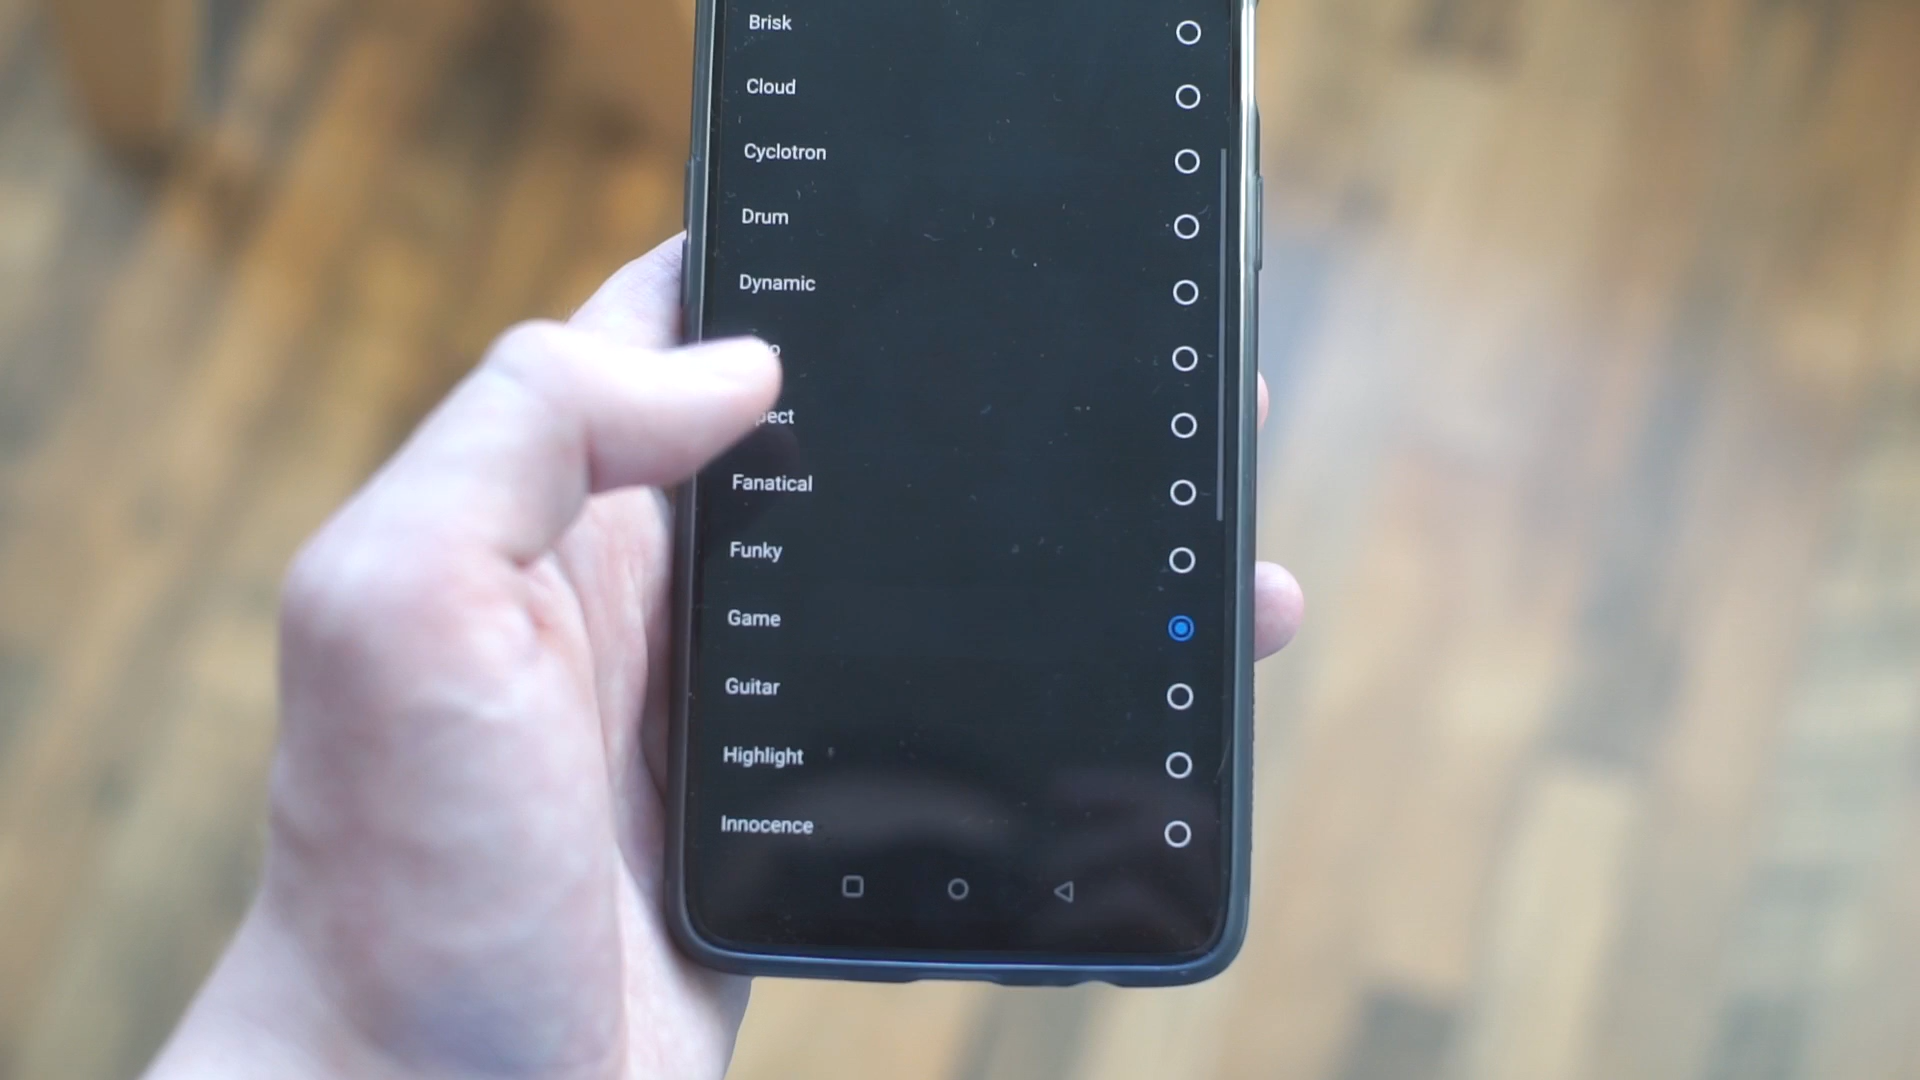 Brisk
Cloud
Cyclotron
Drum
Dynamic
Fanatical
Funky
Game
Guitar
Highlight
Innocence